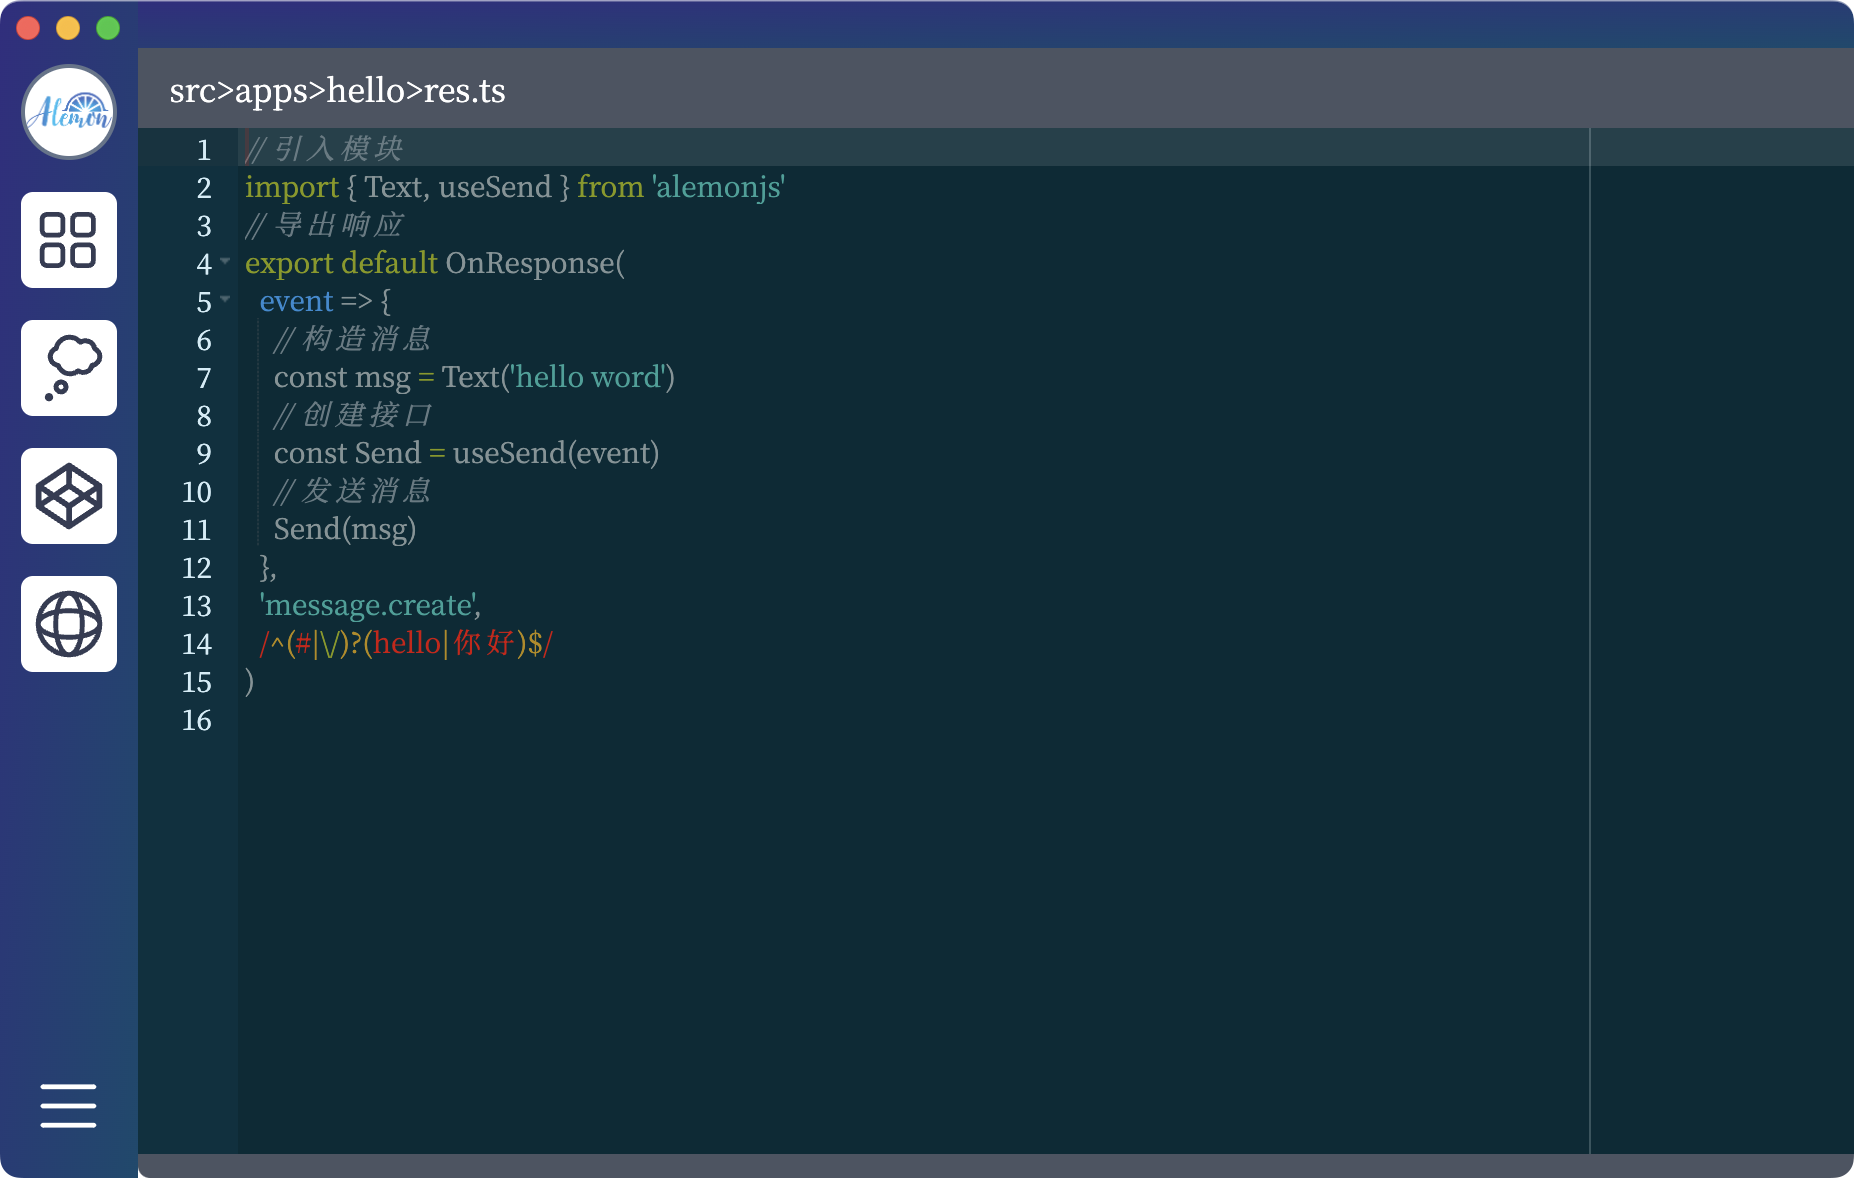 Alemon
src>apps>hello>res.ts
1 // 引入模块
2 import { Text, useSend } from 'alemonjs'
3 // 导出响应
4 export default OnResponse(
5 event => {
6 // 构造消息
7 const msg = Text('hello word')
8 // 创建接口
9 const Send = useSend(event)
10 // 发送消息
11 Send(msg)
12 },
13 'message.create',
14 /^(#|\/)?(hello|你好)$/
15 )
16